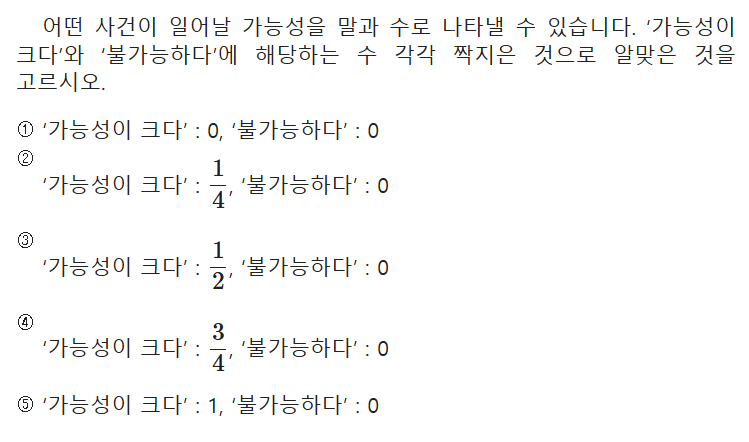 어떤 사건이 일어날 가능성을 말과 수로 나타낼 수 있습니다. ‘가능성이
크다’와 ‘불가능하다’에 해당하는 수 각각 짝지은 것으로 알맞은 것을
고르시오.
① ‘가능성이 크다’ : 0, ‘불가능하다’ : 0
② ‘가능성이 크다’ : 1/4, ‘불가능하다’ : 0
③ ‘가능성이 크다’ : 1/2, ‘불가능하다’ : 0
④ ‘가능성이 크다’ : 3/4, ‘불가능하다’ : 0
⑤ ‘가능성이 크다’ : 1, ‘불가능하다’ : 0